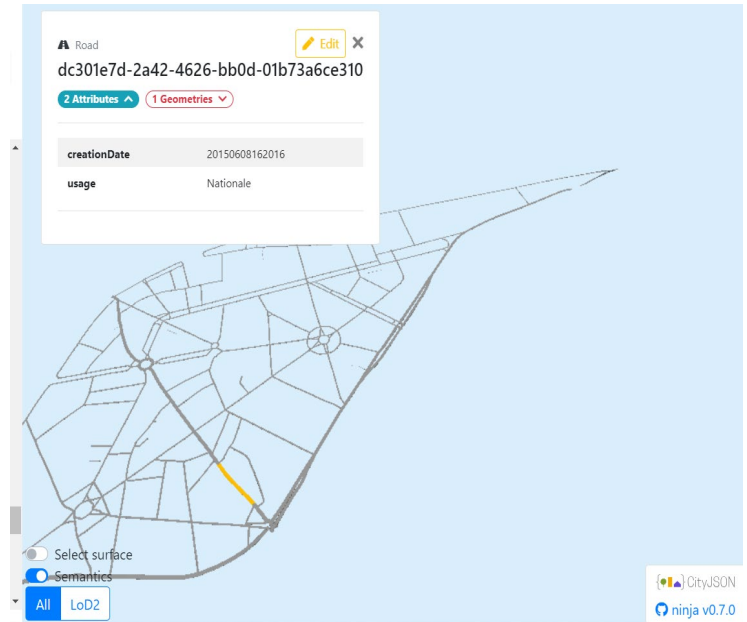 Road
Edit
dc301e7d-2a42-4626-bb0d-01b73a6ce310
2 Attributes
1 Geometries
creationDate 20150608162016
usage Nationale
Select surface
Semantics
All LoD2
CityJSON
ninja v0.7.0